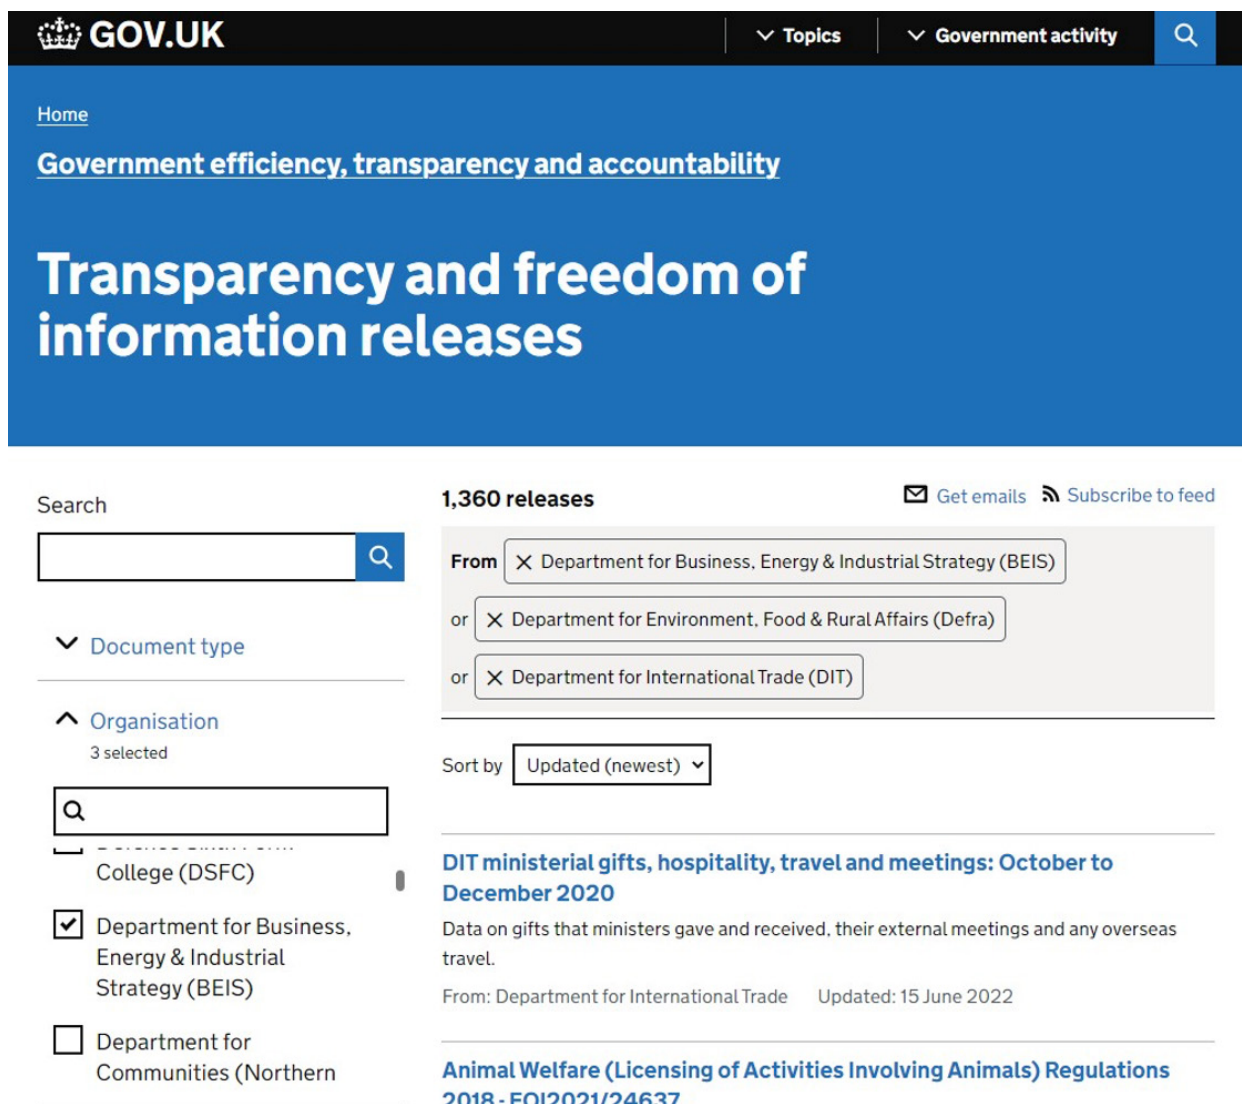 GOV.UK
Topics
Government activity
Home
Government efficiency, transparency and accountability
Transparency and freedom of
information releases
Search
Document type
Organisation
3 selected
College (DSFC)
Department for Business,
Energy & Industrial
Strategy (BEIS)
Department for
Communities (Northern
1,360 releases
Get emails
Subscribe to feed
From Department for Business, Energy & Industrial Strategy (BEIS)
or Department for Environment, Food & Rural Affairs (Defra)
or Department for International Trade (DIT)
Sort by Updated (newest)
DIT ministerial gifts, hospitality, travel and meetings: October to
December 2020
Data on gifts that ministers gave and received, their external meetings and any overseas
travel.
From: Department for International Trade Updated: 15 June 2022
Animal Welfare (Licensing of Activities Involving Animals) Regulations
2018 - FOI2021/24637